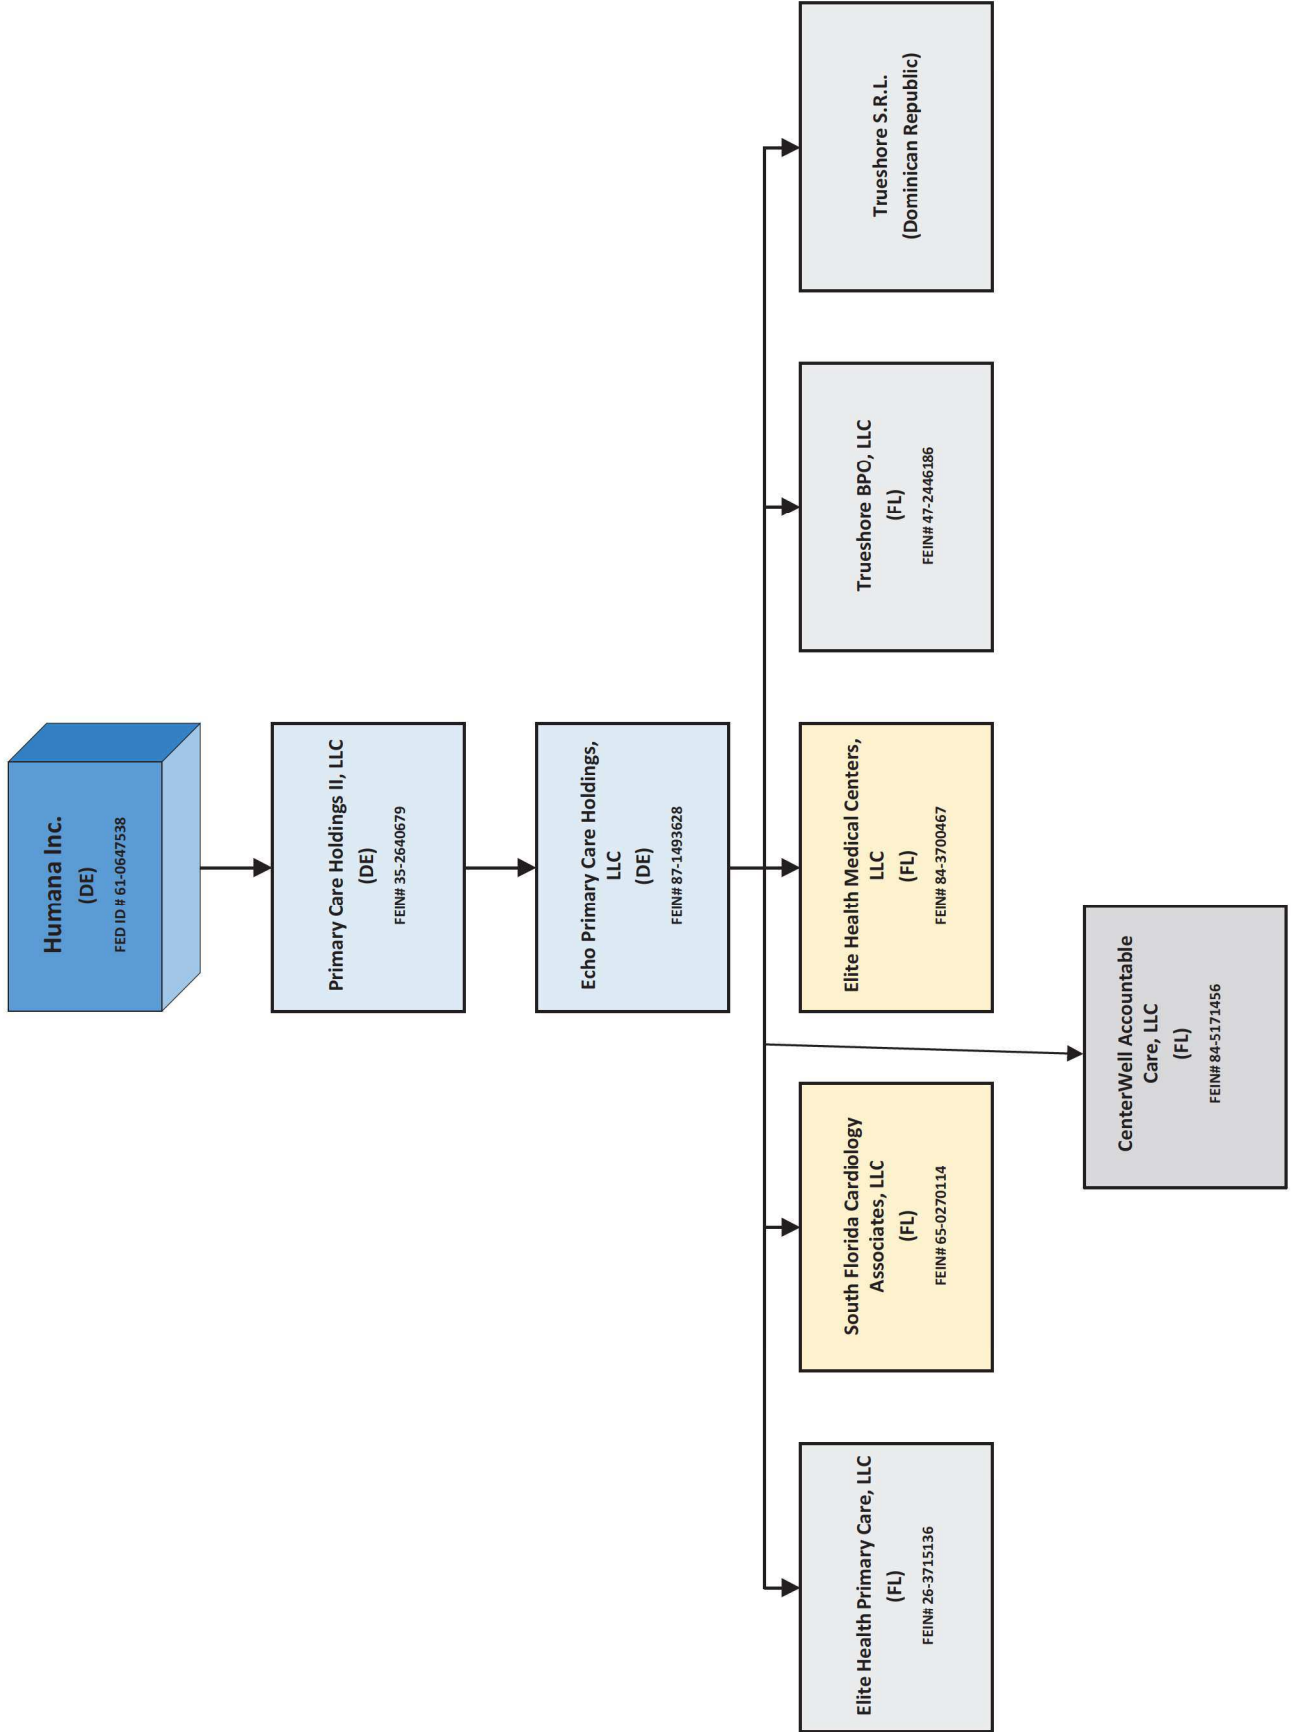 Humana Inc.
(DE)
FED ID # 61-0647538
Primary Care Holdings II, LLC
(DE)
FEIN# 35-2640679
Echo Primary Care Holdings,
LLC
(DE)
FEIN# 87-1493628
Elite Health Primary Care, LLC
(FL)
FEIN# 26-3715136
South Florida Cardiology
Associates, LLC
(FL)
FEIN# 65-0270114
Elite Health Medical Centers,
LLC
(FL)
FEIN# 84-3700467
Trueshore BPO, LLC
(FL)
FEIN# 47-2446186
Trueshore S.R.L.
(Dominican Republic)
CenterWell Accountable
Care, LLC
(FL)
FEIN# 84-5171456